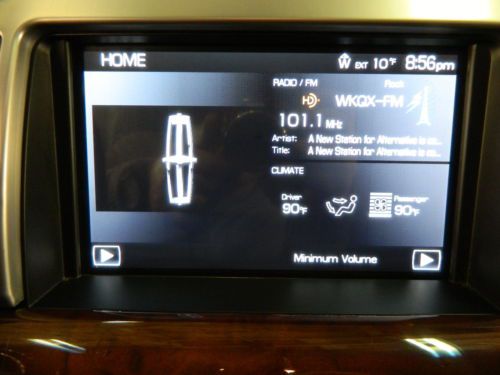 HOME
W EXT 10°F 8:56pm
RADIO / FM
Rock
HD WKQX-FM
101.1 MHz
Artist: A New Station for Alternative is co...
Title: A New Station for Alternative is co...
CLIMATE
Driver
90°F
Passenger
90°F
Minimum Volume